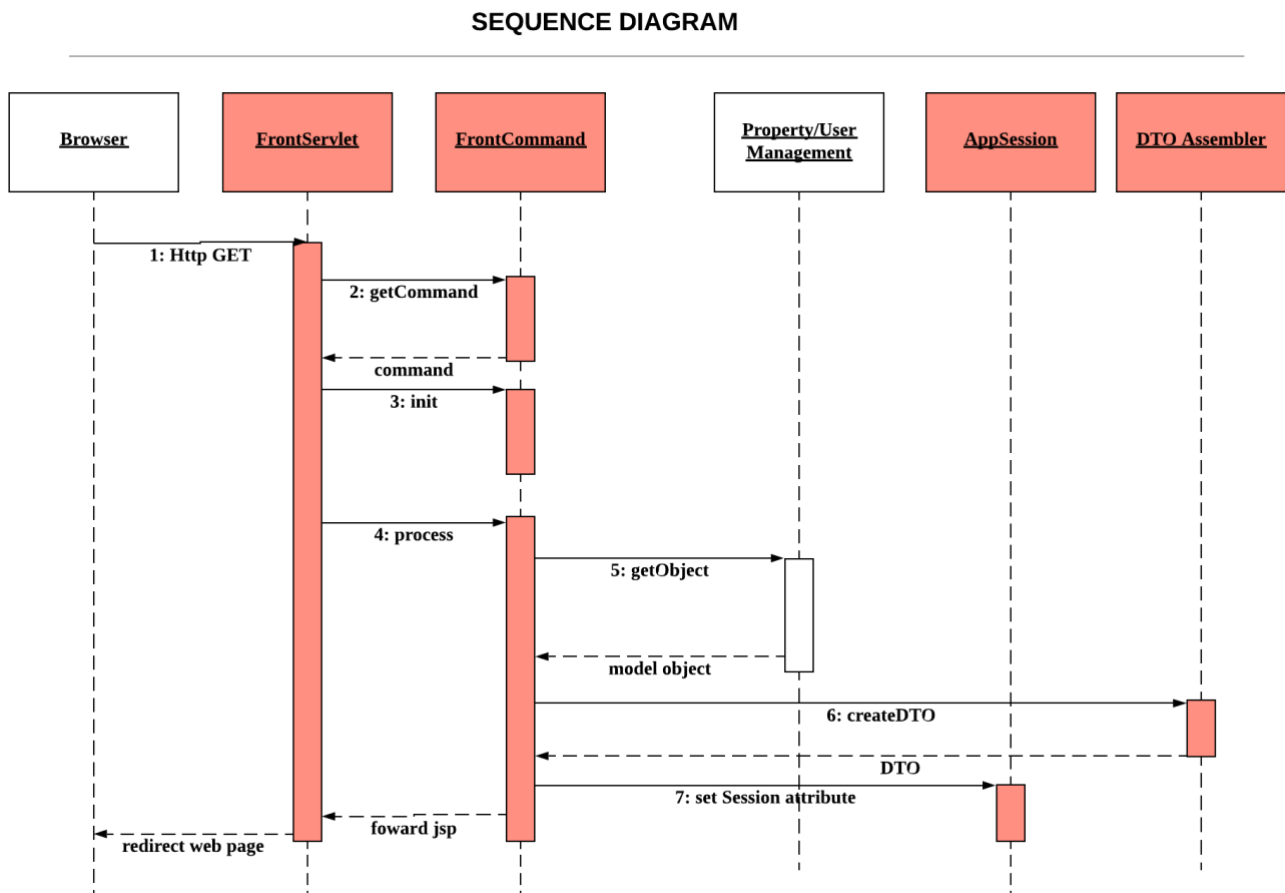 SEQUENCE DIAGRAM
Browser
FrontServlet
FrontCommand
Property/User
Management
AppSession
DTO Assembler
1: Http GET
2: getCommand
command
3: init
4: process
5: getObject
model object
6: createDTO
DTO
7: set Session attribute
foward jsp
redirect web page